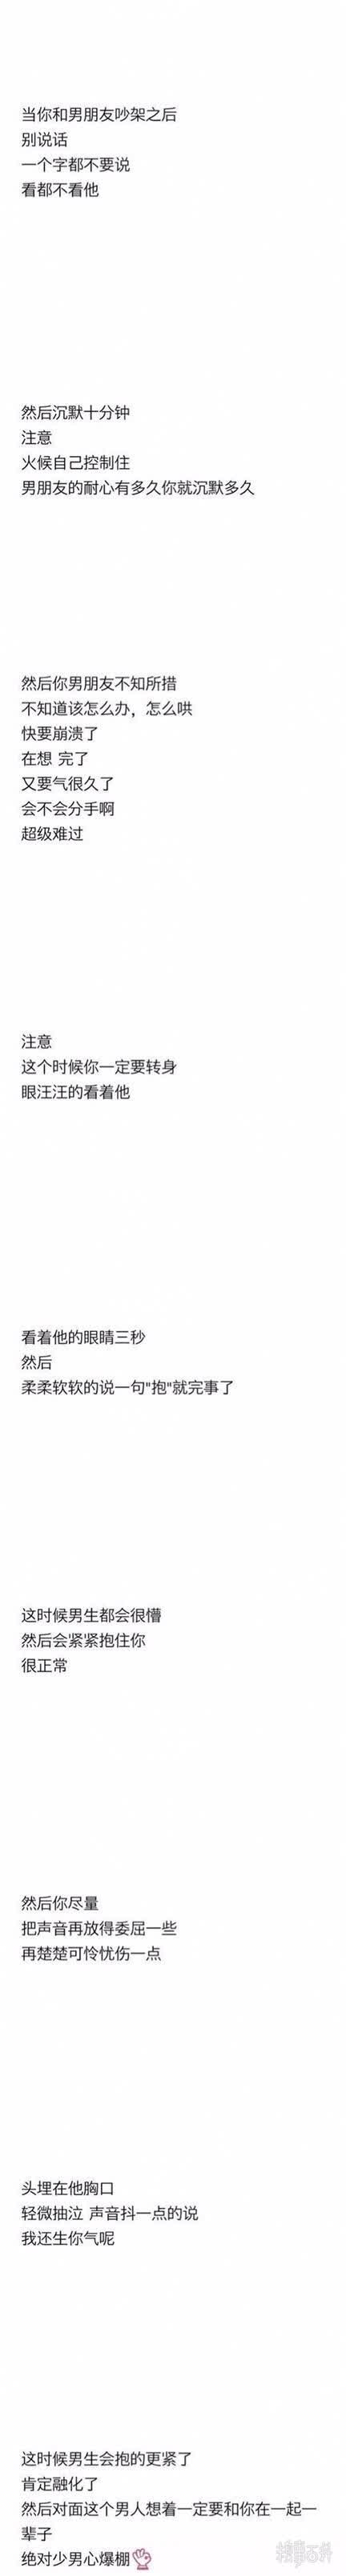 当你和男朋友吵架之后
别说话
一个字都不要说
看都不看他
然后沉默十分钟
注意
火候自己控制住
男朋友的耐心有多久你就沉默多久
然后你男朋友不知所措
不知道该怎么办，怎么哄
快要崩溃了
在想 完了
又要气很久了
会不会分手啊
超级难过
注意
这个时候你一定要转身
眼汪汪的看着他
看着他的眼睛三秒
然后
柔柔软软的说一句"抱"就完事了
这时候男生都会很懵
然后会紧紧抱住你
很正常
然后你尽量
把声音再放得委屈一些
再楚楚可怜忧伤一点
头埋在他胸口
轻微抽泣 声音抖一点的说
我还生你气呢
这时候男生会抱的更紧了
肯定融化了
然后对面这个男人想着一定要和你在一起一
辈子
绝对少男心爆棚